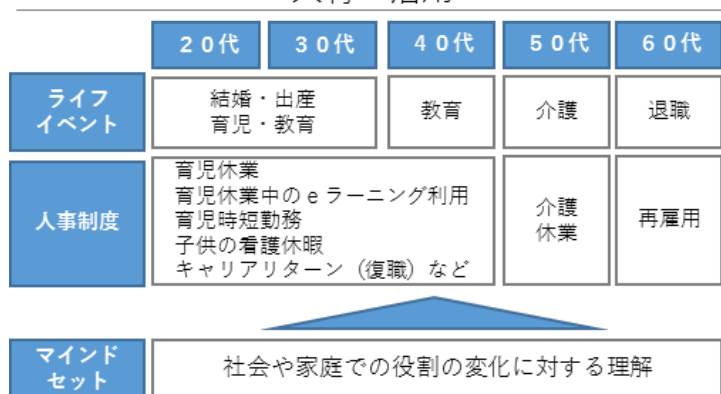 20代 30代 40代 50代 60代
ライフ
イベント
結婚・出産
育児・教育
教育
介護
退職
人事制度
育児休業
育児休業中のeラーニング利用
育児時短勤務
子供の看護休暇
キャリアリターン（復職）など
介護
休業
再雇用
マインド
セット
社会や家庭での役割の変化に対する理解